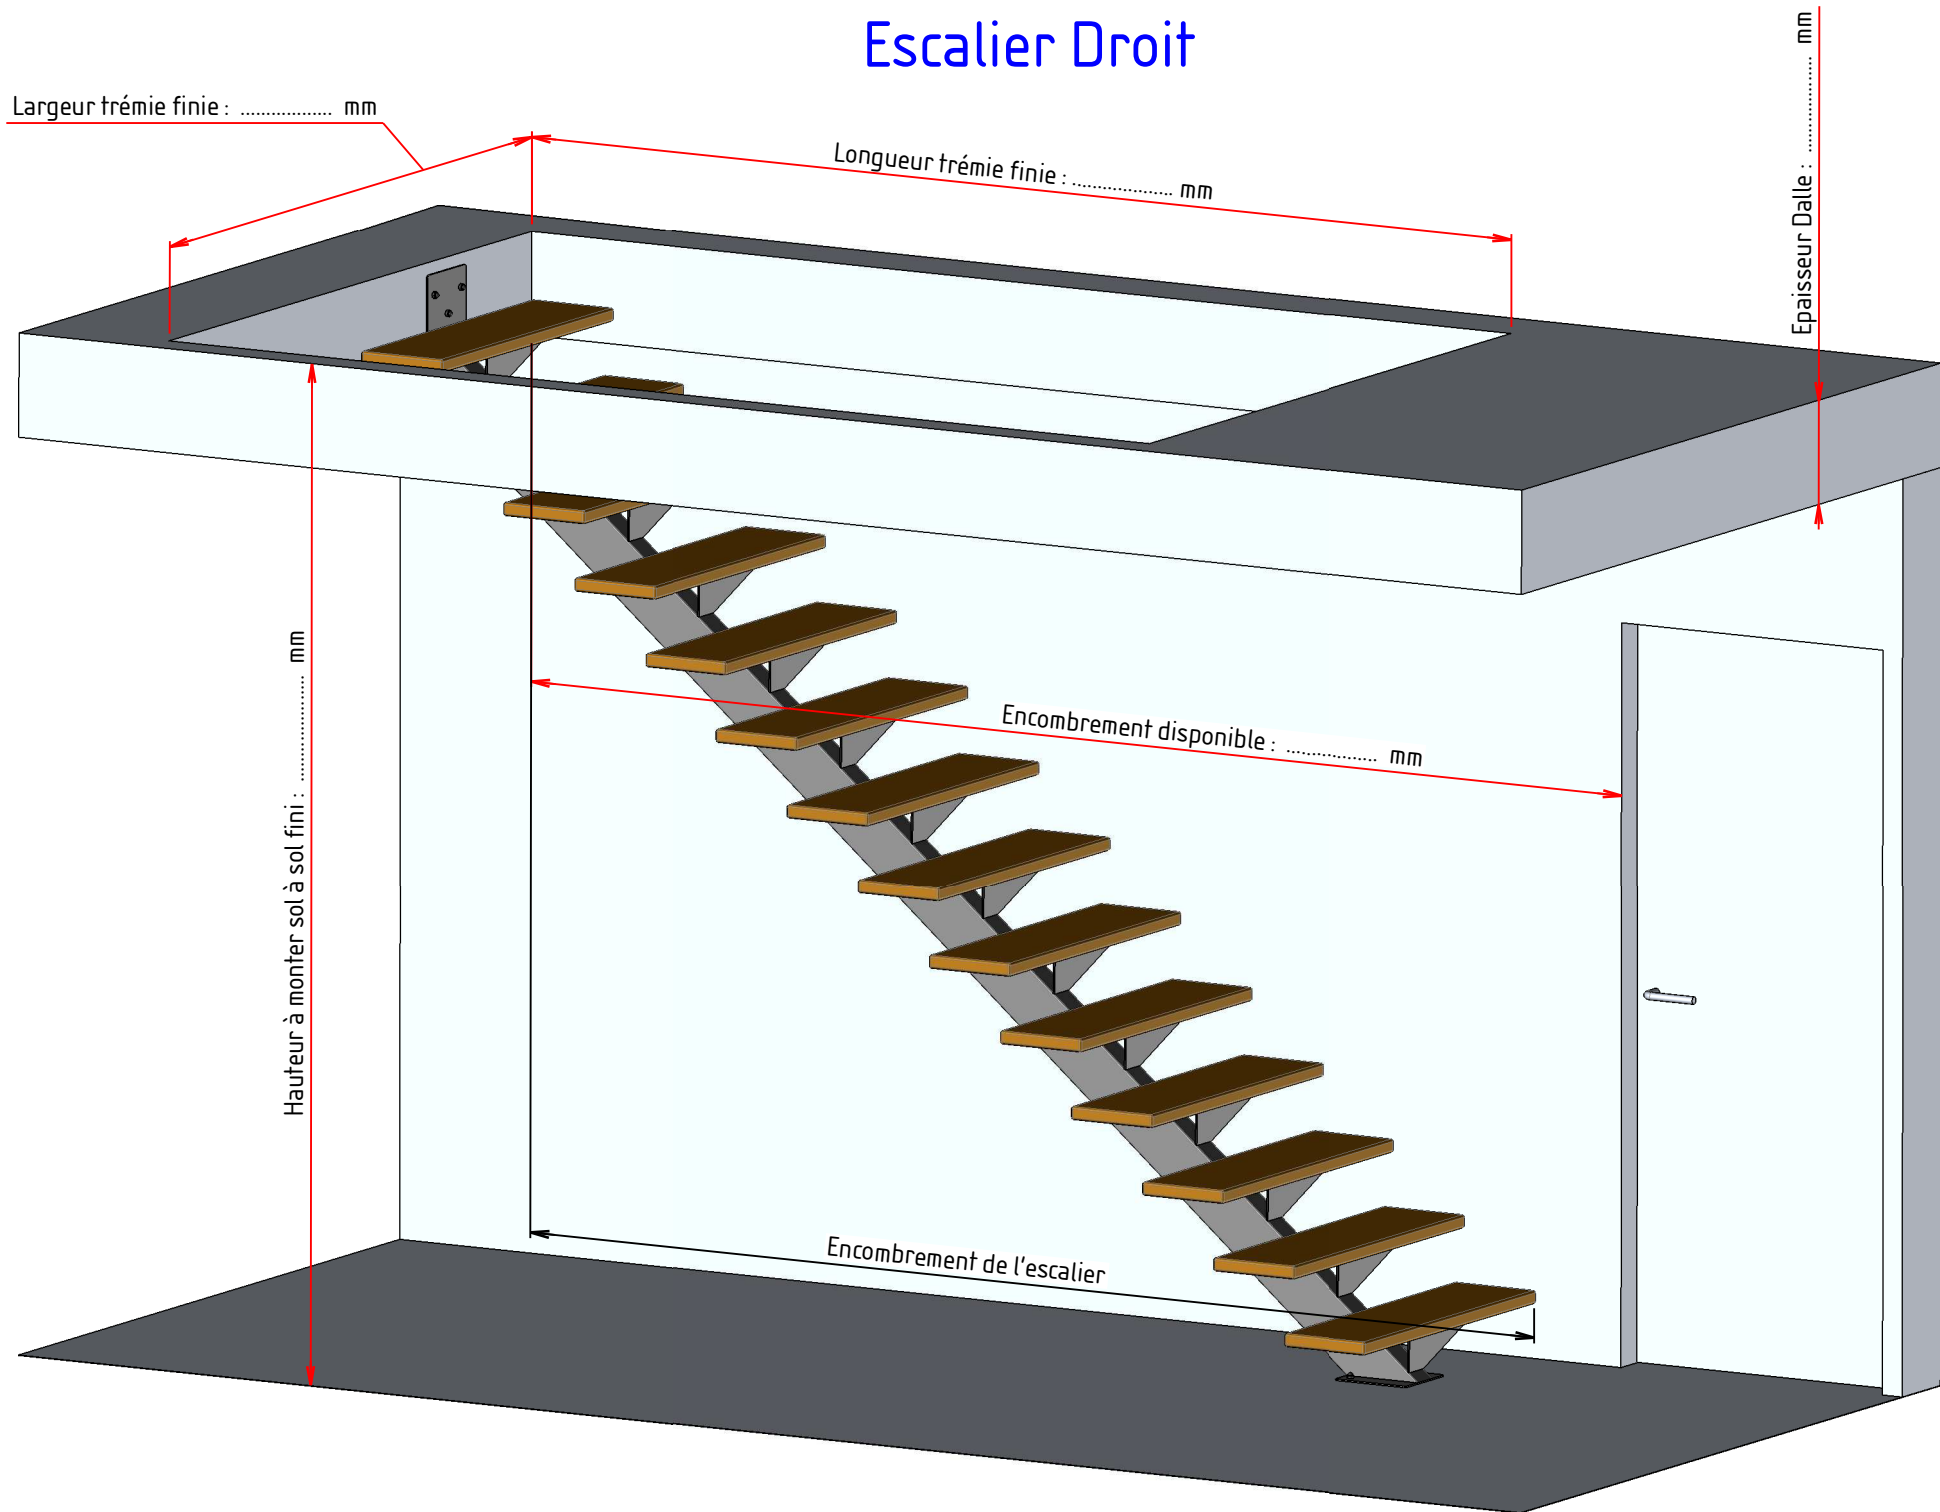 Escalier Droit
Largeur trémie finie : .................. mm
Longueur trémie finie : .................... mm
Epaisseur Dalle : .................... mm
Hauteur à monter sol à sol fini : ..................... mm
Encombrement disponible : .................. mm
Encombrement de l'escalier